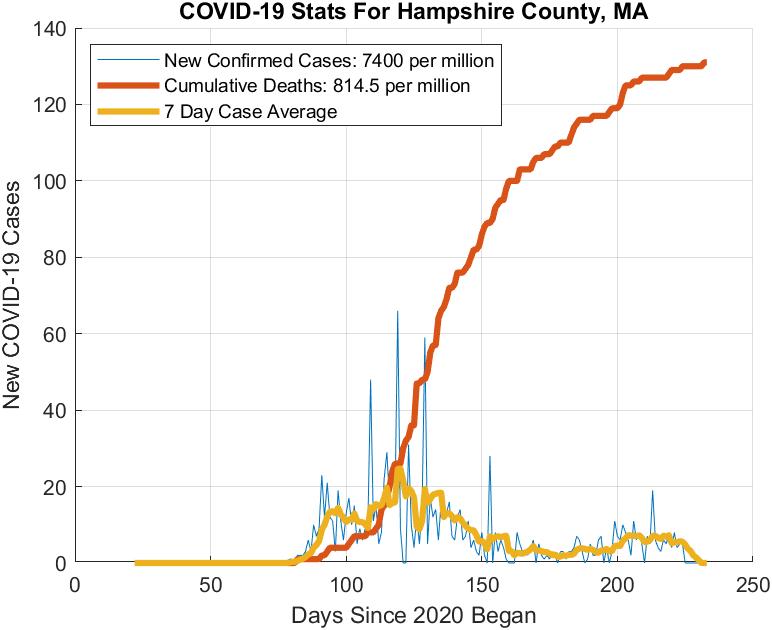 COVID-19 Stats For Hampshire County, MA
New Confirmed Cases: 7400 per million
Cumulative Deaths: 814.5 per million
7 Day Case Average
New COVID-19 Cases
140
120
100
80
60
40
20
0
0 50 100 150 200 250
Days Since 2020 Began